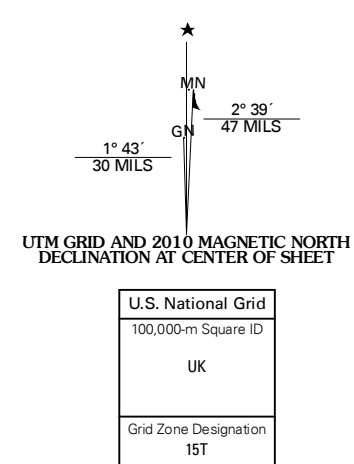 MN
GN
2° 39´
47 MILS
1° 43´
30 MILS
UTM GRID AND 2010 MAGNETIC NORTH
DECLINATION AT CENTER OF SHEET
U.S. National Grid
100,000-m Square ID
UK
Grid Zone Designation
15T